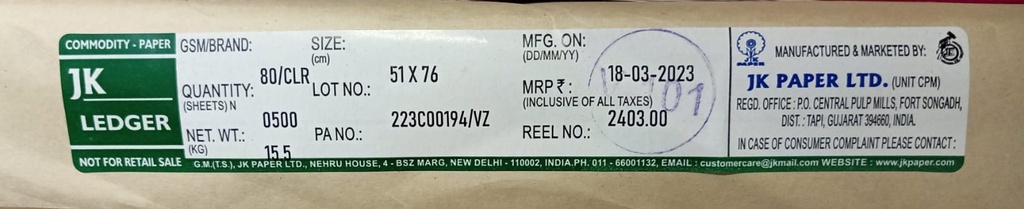 COMMODITY - PAPER
JK
LEDGER
NOT FOR RETAIL SALE
GSM/BRAND:
80/CLR
SIZE:
(cm)
51 X 76
QUANTITY:
(SHEETS) N
0500
LOT NO.:
223C00194/VZ
NET. WT.:
(KG)
15.5
PA NO.:
MFG. ON:
(DD/MM/YY)
18-03-2023
MRP ₹ :
(INCLUSIVE OF ALL TAXES)
2403.00
REEL NO.:
MANUFACTURED & MARKETED BY:
JK PAPER LTD. (UNIT CPM)
REGD. OFFICE : P.O. CENTRAL PULP MILLS, FORT SONGADH,
DIST. : TAPI, GUJARAT 394660, INDIA.
IN CASE OF CONSUMER COMPLAINT PLEASE CONTACT :
G.M.(T.S.), JK PAPER LTD., NEHRU HOUSE, 4 - BSZ MARG, NEW DELHI - 110002, INDIA.PH. 011 - 66001132, EMAIL : customercare@jkmail.com WEBSITE : www.jkpaper.com